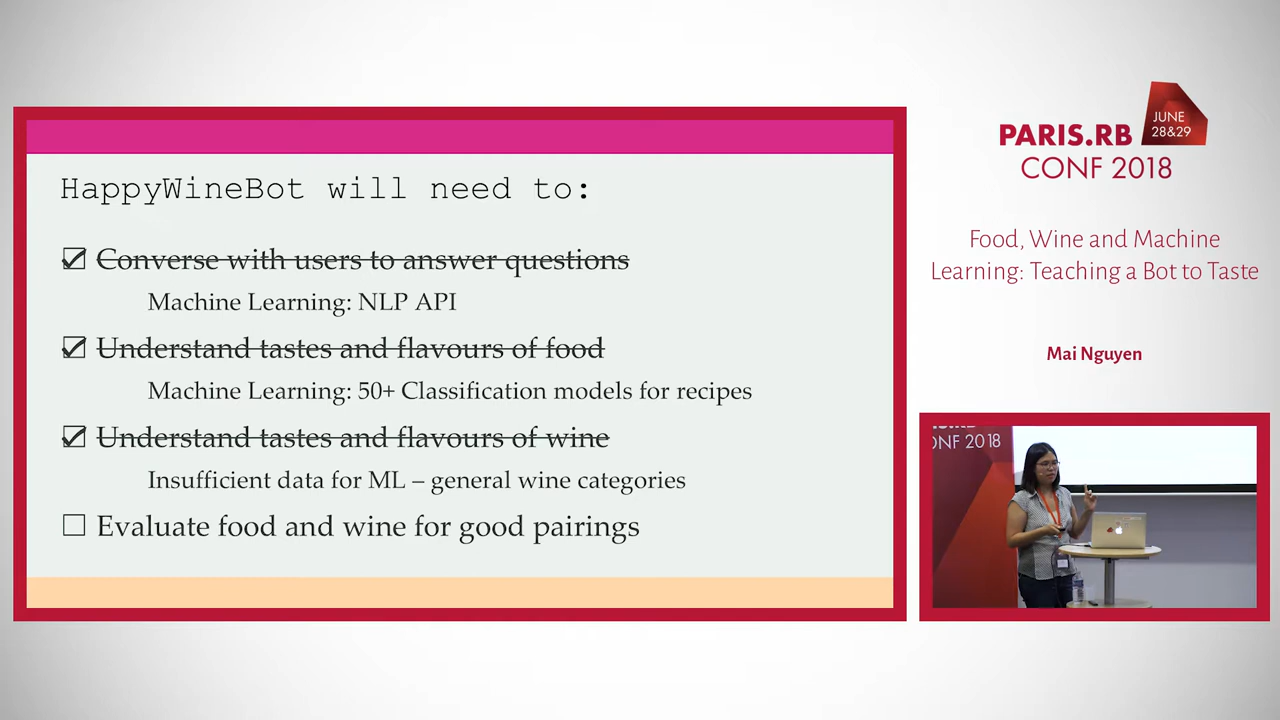 HappyWineBot will need to:
☑ Converse with users to answer questions
Machine Learning: NLP API
☑ Understand tastes and flavours of food
Machine Learning: 50+ Classification models for recipes
☑ Understand tastes and flavours of wine
Insufficient data for ML – general wine categories
☐ Evaluate food and wine for good pairings
PARIS.RB
JUNE
28&29
CONF 2018
Food, Wine and Machine
Learning: Teaching a Bot to Taste
Mai Nguyen
ONF 2018